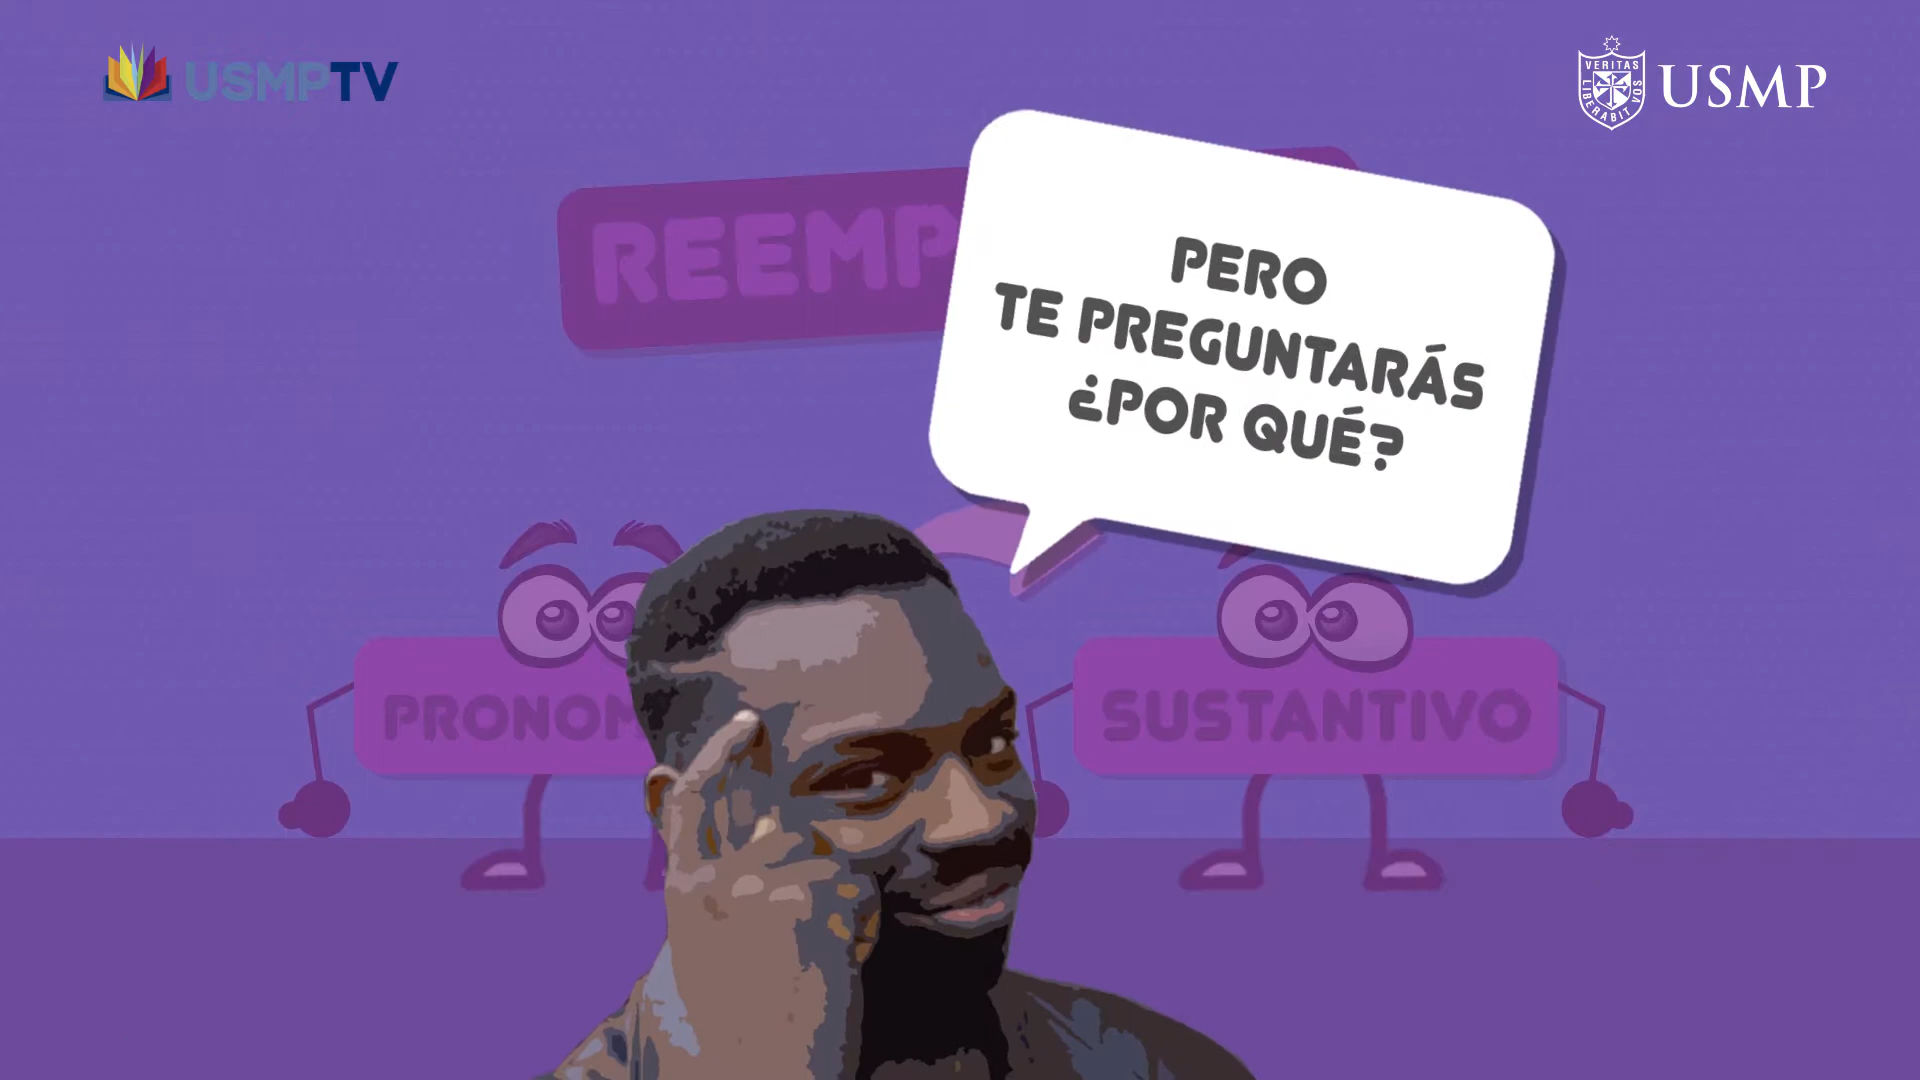 USMPTV
VERITAS
LIBERABIT VOS
USMP
REEMP
PERO
TE PREGUNTARÁS
¿POR QUÉ?
PRONOM
SUSTANTIVO